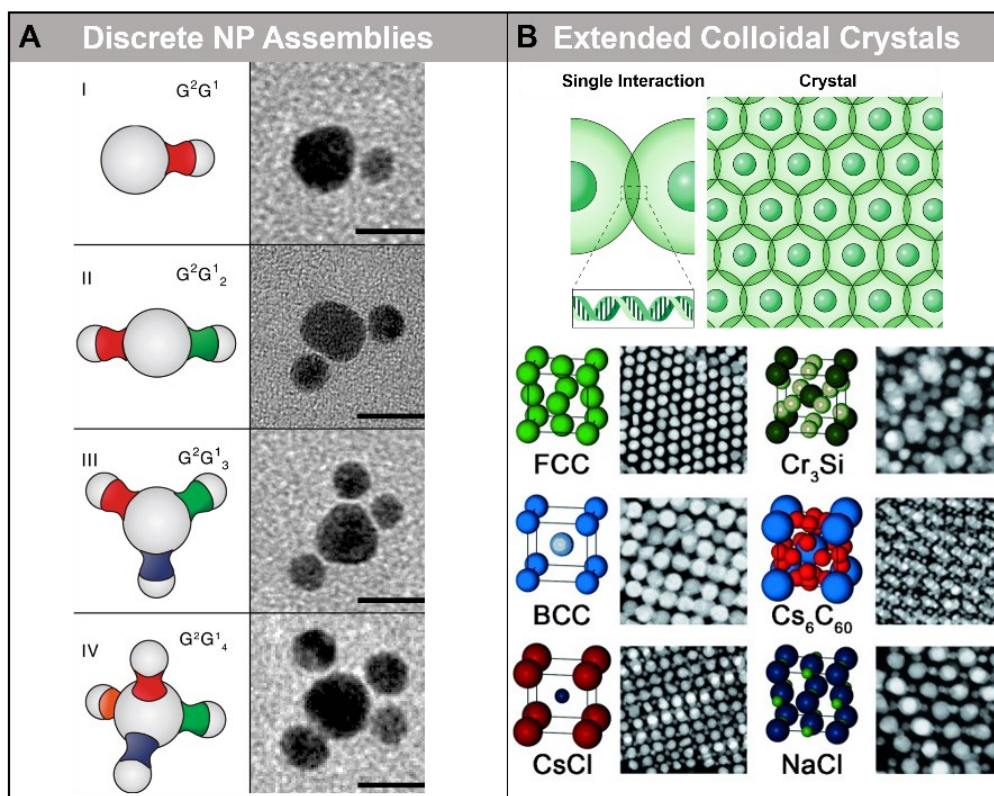 A Discrete NP Assemblies
I G²G¹
II G²G¹₂
III G²G¹₃
IV G²G¹₄
B Extended Colloidal Crystals
Single Interaction
Crystal
FCC
Cr₃Si
BCC
Cs₆C₆₀
CsCl
NaCl